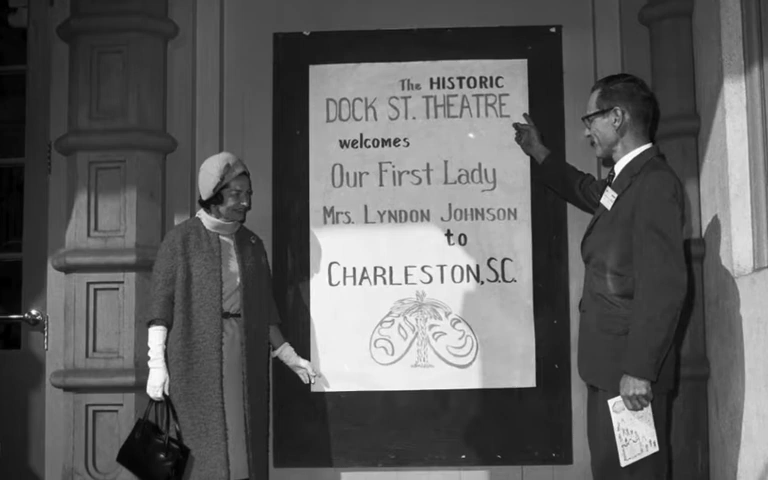 The HISTORIC
DOCK ST. THEATRE
welcomes
Our First Lady
Mrs. Lyndon Johnson
to
CHARLESTON, S.C.